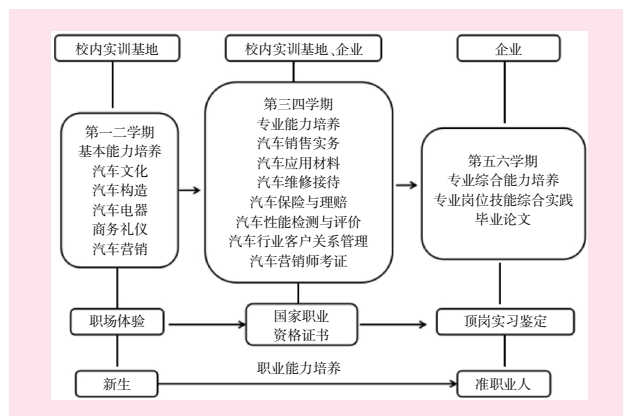 校内实训基地
校内实训基地、企业
企业
第一二学期
基本能力培养
汽车文化
汽车构造
汽车电器
商务礼仪
汽车营销
第三四学期
专业能力培养
汽车销售实务
汽车应用材料
汽车维修接待
汽车保险与理赔
汽车性能检测与评价
汽车行业客户关系管理
汽车营销师考证
第五六学期
专业综合能力培养
专业岗位技能综合实践
毕业论文
职场体验
国家职业
资格证书
顶岗实习鉴定
新生
职业能力培养
准职业人